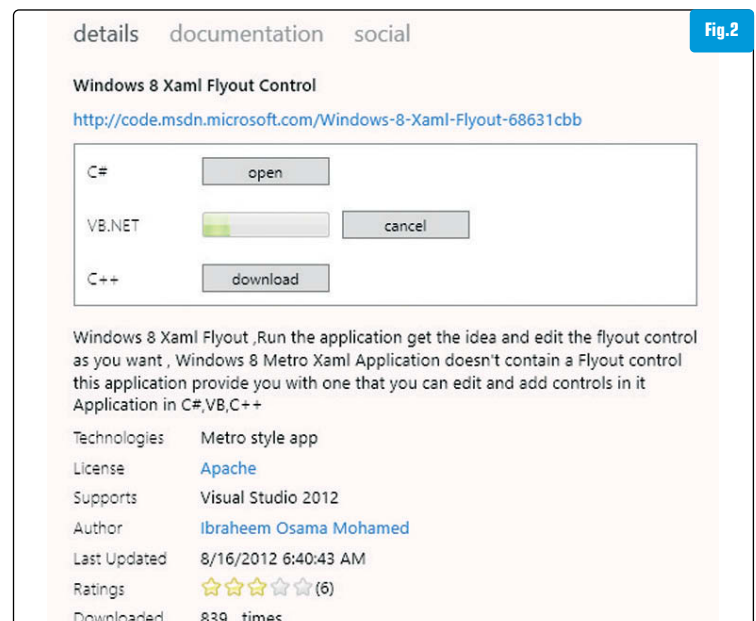 details documentation social
Fig.2
Windows 8 Xaml Flyout Control
http://code.msdn.microsoft.com/Windows-8-Xaml-Flyout-68631cbb
C# open
VB.NET cancel
C++ download
Windows 8 Xaml Flyout ,Run the application get the idea and edit the flyout control
as you want , Windows 8 Metro Xaml Application doesn't contain a Flyout control
this application provide you with one that you can edit and add controls in it
Application in C#,VB,C++
Technologies Metro style app
License Apache
Supports Visual Studio 2012
Author Ibraheem Osama Mohamed
Last Updated 8/16/2012 6:40:43 AM
Ratings (6)
Downloaded 839 times